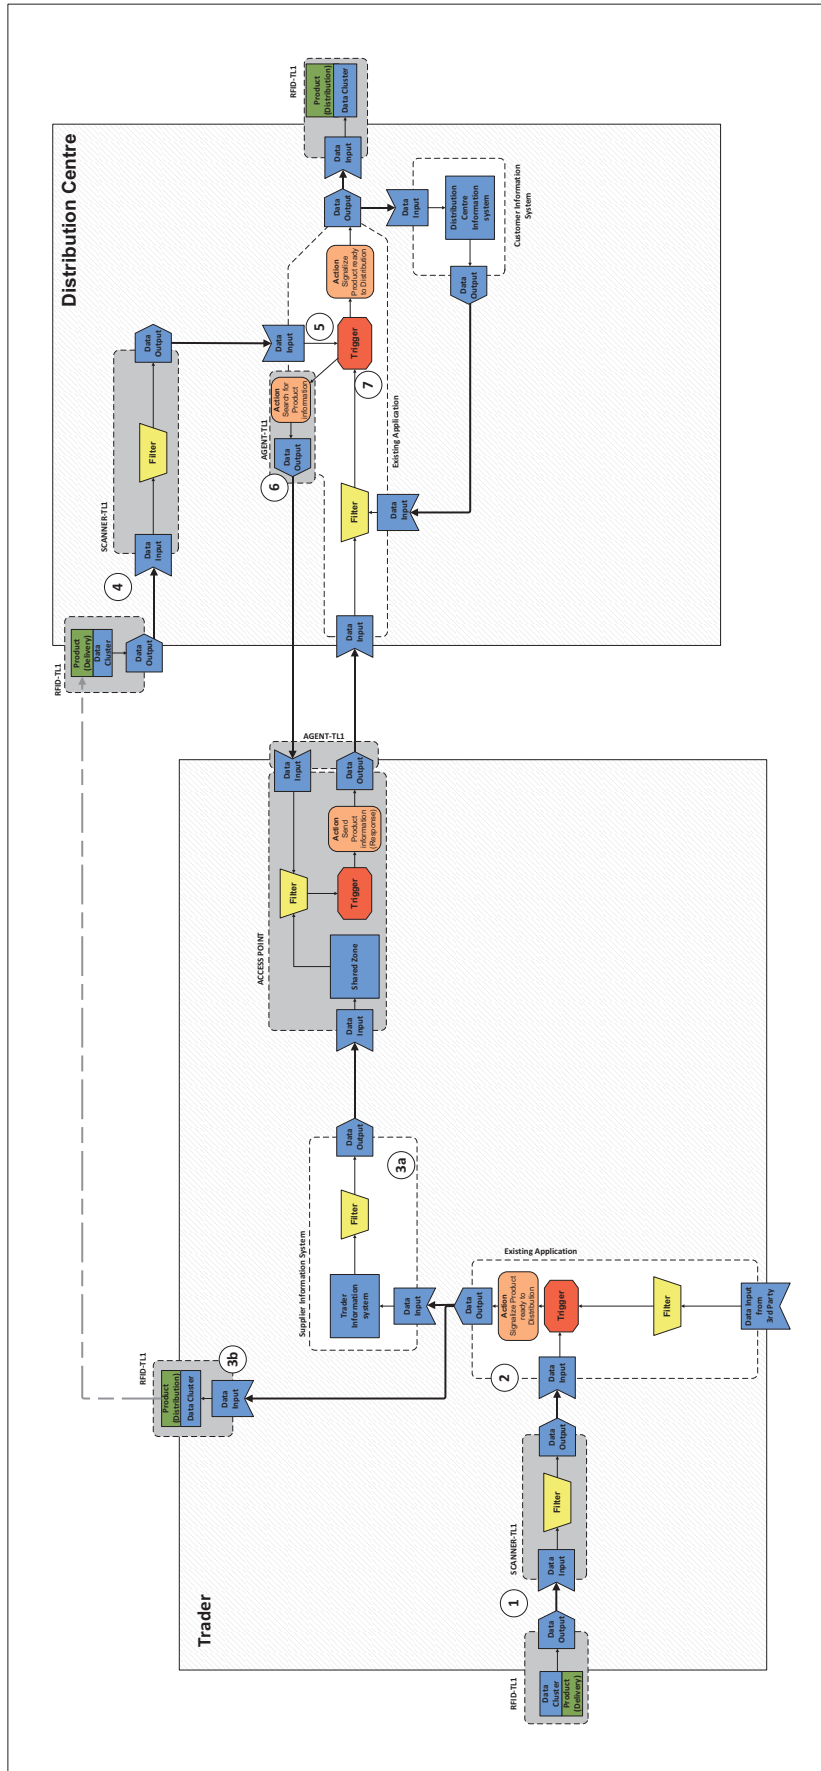 Trader
RFID-TL1
Data
Cluster
Product
(Delivery)
Data
Output
1
SCANNER-TL1
Data
Input
Filter
Data
Output
2
Existing Application
Data
Input
Trigger
Data Input
from
3rd Party
Filter
Action
Signalize Product
ready to
Distribution
Data
Output
3b
RFID-TL1
Data
Input
Product
(Distribution)
Data Cluster
3a
Supplier Information System
Data
Input
Trader
Information
system
Filter
Data
Output
ACCESS POINT
Data
Input
Shared Zone
Filter
Trigger
Action
Send
Product
Information
(Response)
AGENT-TL1
Data
Input
Data
Output
Distribution Centre
RFID-TL1
Product
(Delivery)
Data
Cluster
Data
Output
4
SCANNER-TL1
Data
Input
Filter
Data
Output
5
Data
Input
Existing Application
Data
Input
Filter
Data
Input
7
Trigger
AGENT-TL1
Action
Search for
Product
Information
6
Data
Output
Action
Signalize
Product ready
to Distribution
Data
Output
RFID-TL1
Data
Input
Product
(Distribution)
Data Cluster
Customer Information
System
Data
Input
Distribution
Centre
Information
system
Data
Output